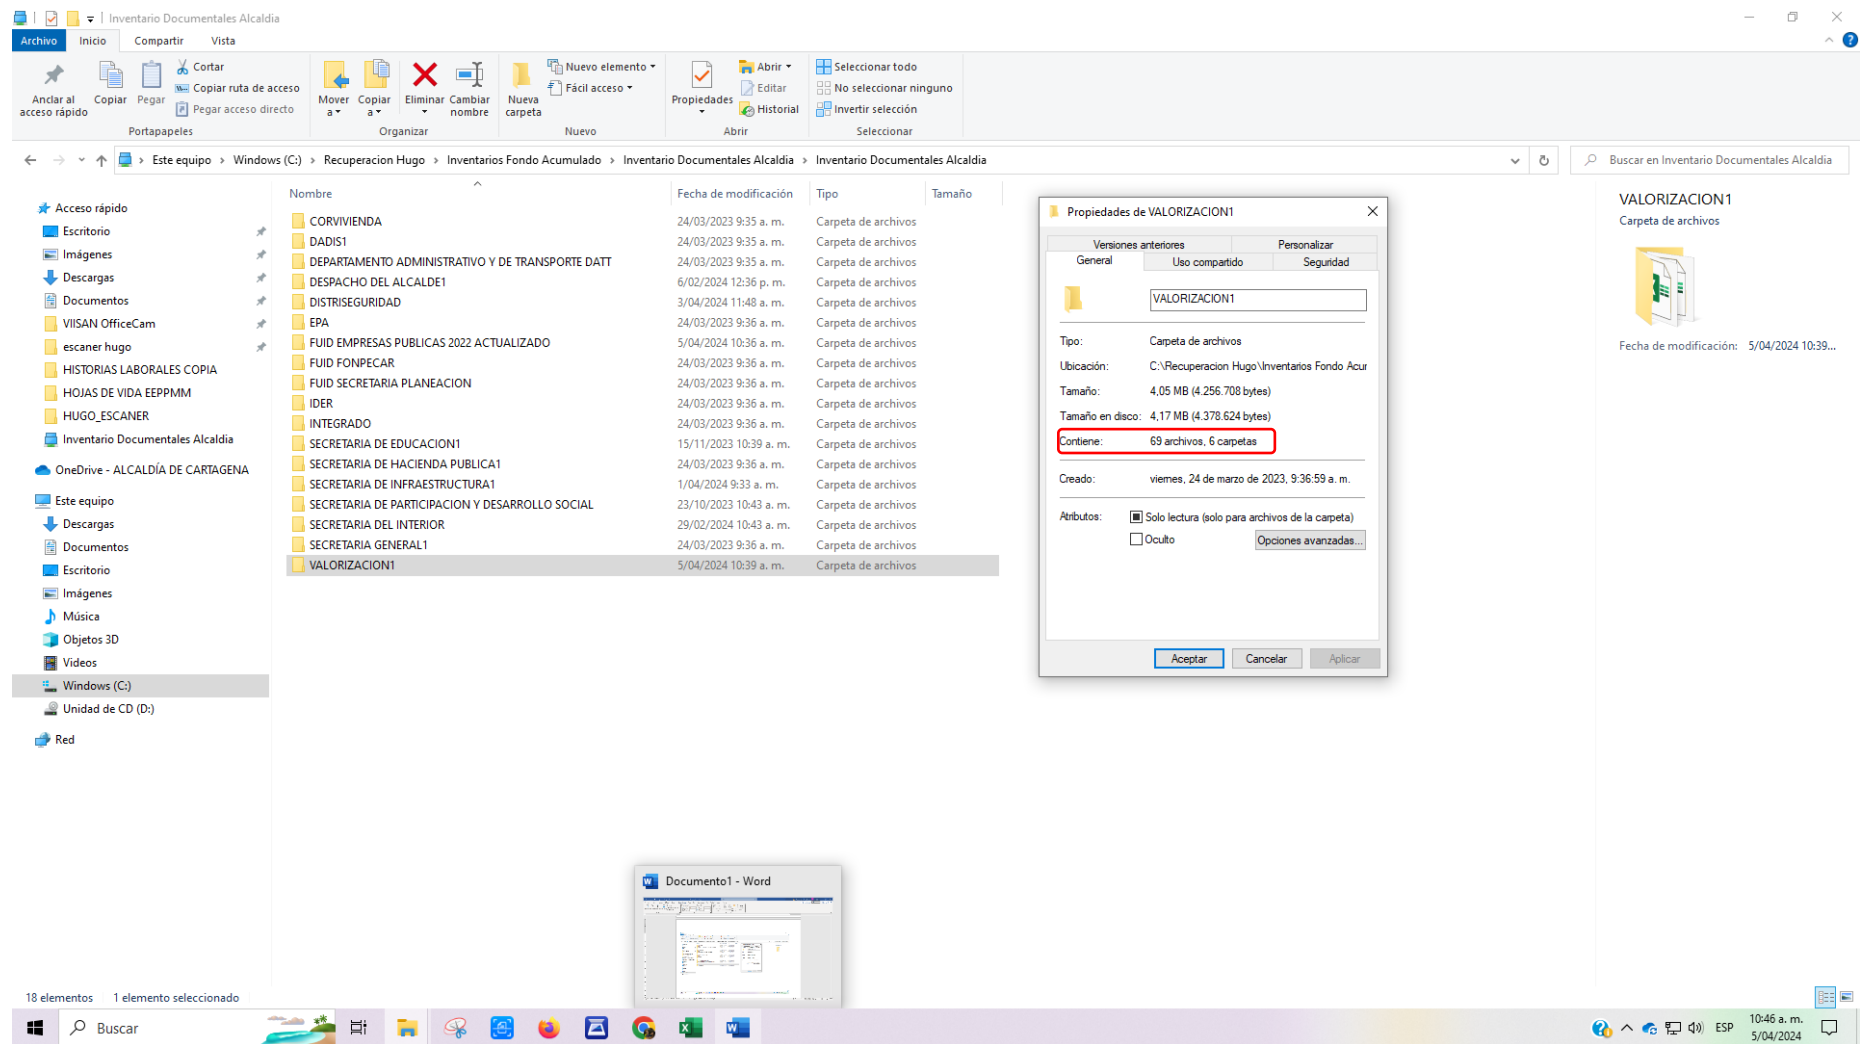 Inventario Documentales Alcaldia
Archivo Inicio Compartir Vista
Anclar al acceso rápido
Copiar
Pegar
Cortar
Copiar ruta de acceso
Pegar acceso directo
Portapapeles
Mover a
Copiar a
Eliminar
Cambiar nombre
Organizar
Nueva carpeta
Nuevo elemento
Fácil acceso
Nuevo
Propiedades
Abrir
Editar
Historial
Abrir
Seleccionar todo
No seleccionar ninguno
Invertir selección
Seleccionar
Este equipo > Windows (C:) > Recuperacion Hugo > Inventarios Fondo Acumulado > Inventario Documentales Alcaldia > Inventario Documentales Alcaldia
Buscar en Inventario Documentales Alcaldia
Acceso rápido
Escritorio
Imágenes
Descargas
Documentos
VIISAN OfficeCam
escaner hugo
HISTORIAS LABORALES COPIA
HOJAS DE VIDA EEPPMM
HUGO_ESCANER
Inventario Documentales Alcaldia
OneDrive - ALCALDÍA DE CARTAGENA
Este equipo
Descargas
Documentos
Escritorio
Imágenes
Música
Objetos 3D
Videos
Windows (C:)
Unidad de CD (D:)
Red
Nombre Fecha de modificación Tipo Tamaño
CORVIVIENDA 24/03/2023 9:35 a. m. Carpeta de archivos
DADIS1 24/03/2023 9:35 a. m. Carpeta de archivos
DEPARTAMENTO ADMINISTRATIVO Y DE TRANSPORTE DATT 24/03/2023 9:35 a. m. Carpeta de archivos
DESPACHO DEL ALCALDE1 6/02/2024 12:36 p. m. Carpeta de archivos
DISTRISEGURIDAD 3/04/2024 11:48 a. m. Carpeta de archivos
EPA 24/03/2023 9:36 a. m. Carpeta de archivos
FUID EMPRESAS PUBLICAS 2022 ACTUALIZADO 5/04/2024 10:36 a. m. Carpeta de archivos
FUID FONPECAR 24/03/2023 9:36 a. m. Carpeta de archivos
FUID SECRETARIA PLANEACION 24/03/2023 9:36 a. m. Carpeta de archivos
IDER 24/03/2023 9:36 a. m. Carpeta de archivos
INTEGRADO 24/03/2023 9:36 a. m. Carpeta de archivos
SECRETARIA DE EDUCACION1 15/11/2023 10:39 a. m. Carpeta de archivos
SECRETARIA DE HACIENDA PUBLICA1 24/03/2023 9:36 a. m. Carpeta de archivos
SECRETARIA DE INFRAESTRUCTURA1 1/04/2024 9:33 a. m. Carpeta de archivos
SECRETARIA DE PARTICIPACION Y DESARROLLO SOCIAL 23/10/2023 10:43 a. m. Carpeta de archivos
SECRETARIA DEL INTERIOR 29/02/2024 10:43 a. m. Carpeta de archivos
SECRETARIA GENERAL1 24/03/2023 9:36 a. m. Carpeta de archivos
VALORIZACION1 5/04/2024 10:39 a. m. Carpeta de archivos
Propiedades de VALORIZACION1
Versiones anteriores Personalizar
General Uso compartido Seguridad
VALORIZACION1
Tipo: Carpeta de archivos
Ubicación: C:\Recuperacion Hugo\Inventarios Fondo Acur
Tamaño: 4,05 MB (4.256.708 bytes)
Tamaño en disco: 4,17 MB (4.378.624 bytes)
Contiene: 69 archivos, 6 carpetas
Creado: viernes, 24 de marzo de 2023, 9:36:59 a. m.
Atributos: Solo lectura (solo para archivos de la carpeta)
Oculto Opciones avanzadas...
Aceptar Cancelar Aplicar
VALORIZACION1
Carpeta de archivos
Fecha de modificación: 5/04/2024 10:39...
Documento1 - Word
18 elementos 1 elemento seleccionado
Buscar
ESP
10:46 a. m.
5/04/2024